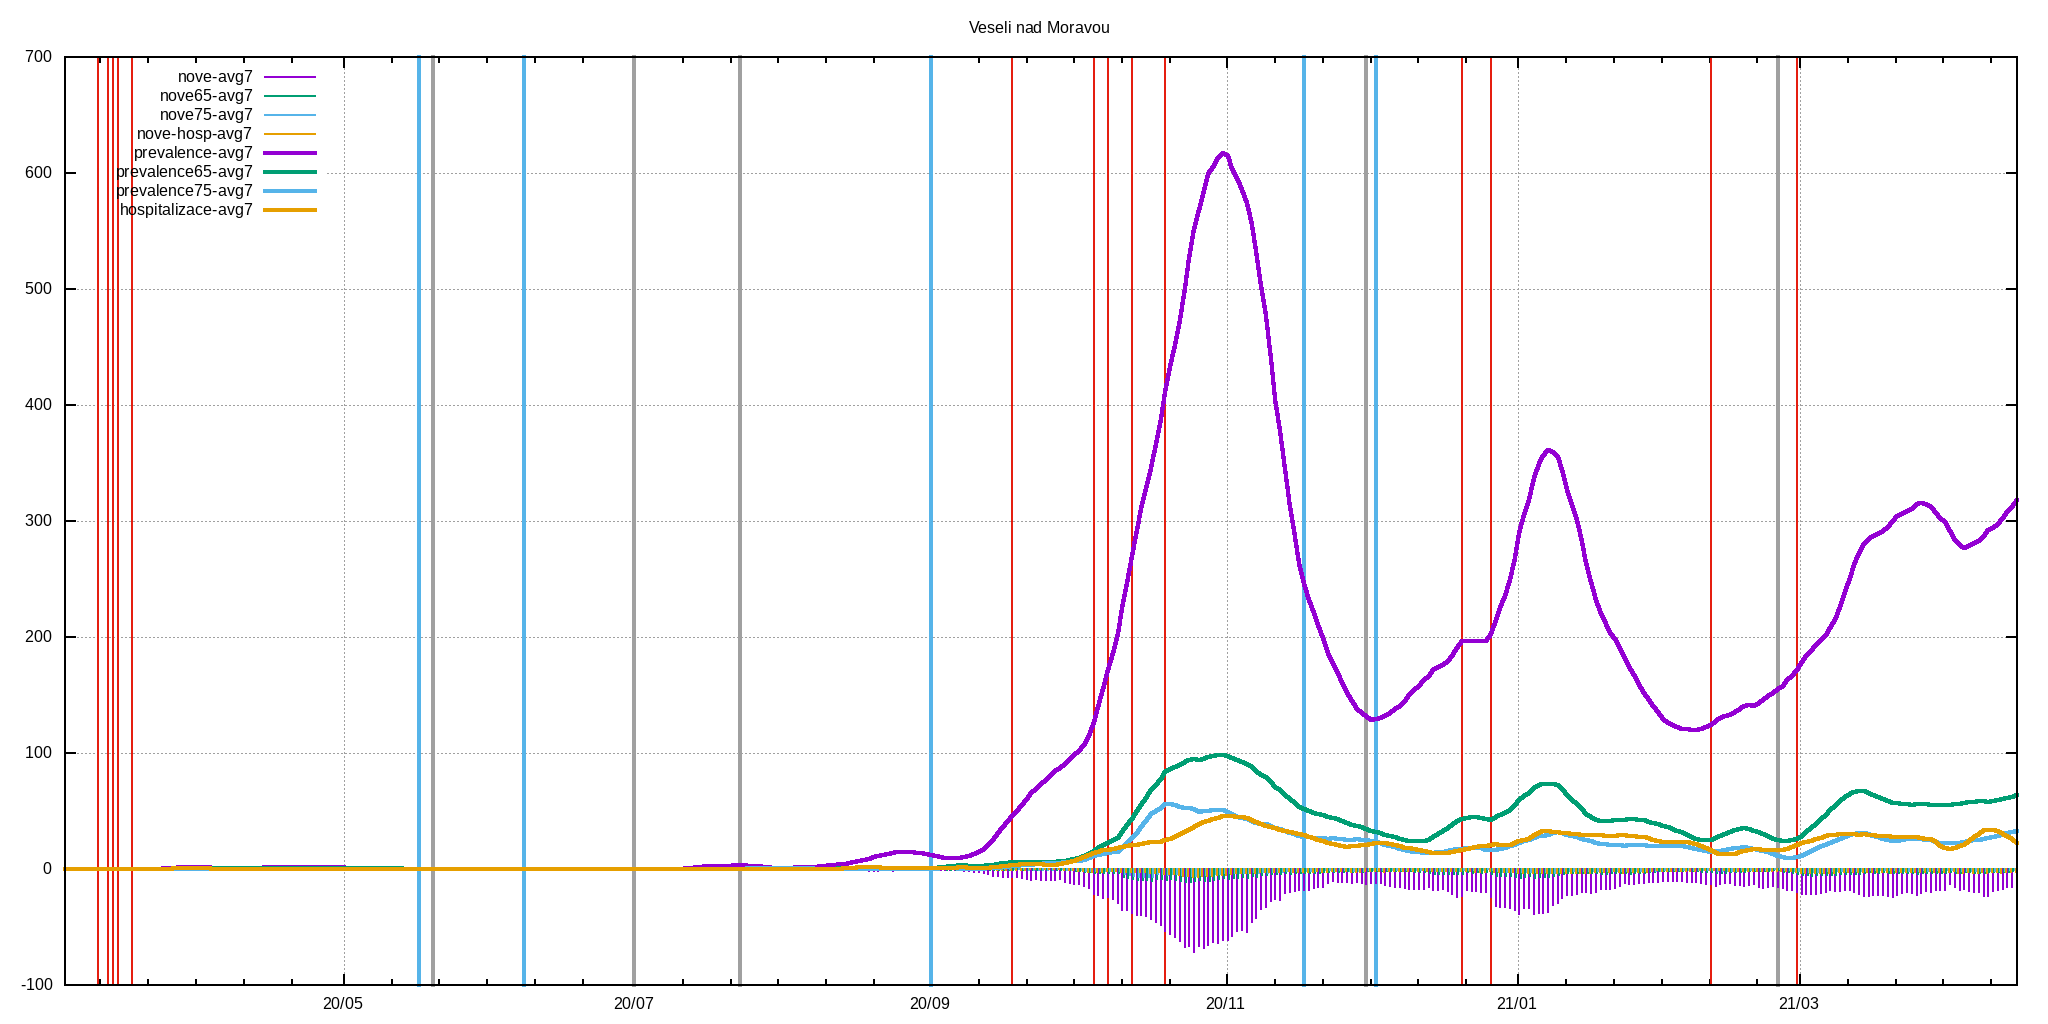 Veseli nad Moravou
700
600
500
400
300
200
100
0
-100
nove-avg7
nove65-avg7
nove75-avg7
nove-hosp-avg7
prevalence-avg7
prevalence65-avg7
prevalence75-avg7
hospitalizace-avg7
20/05
20/07
20/09
20/11
21/01
21/03